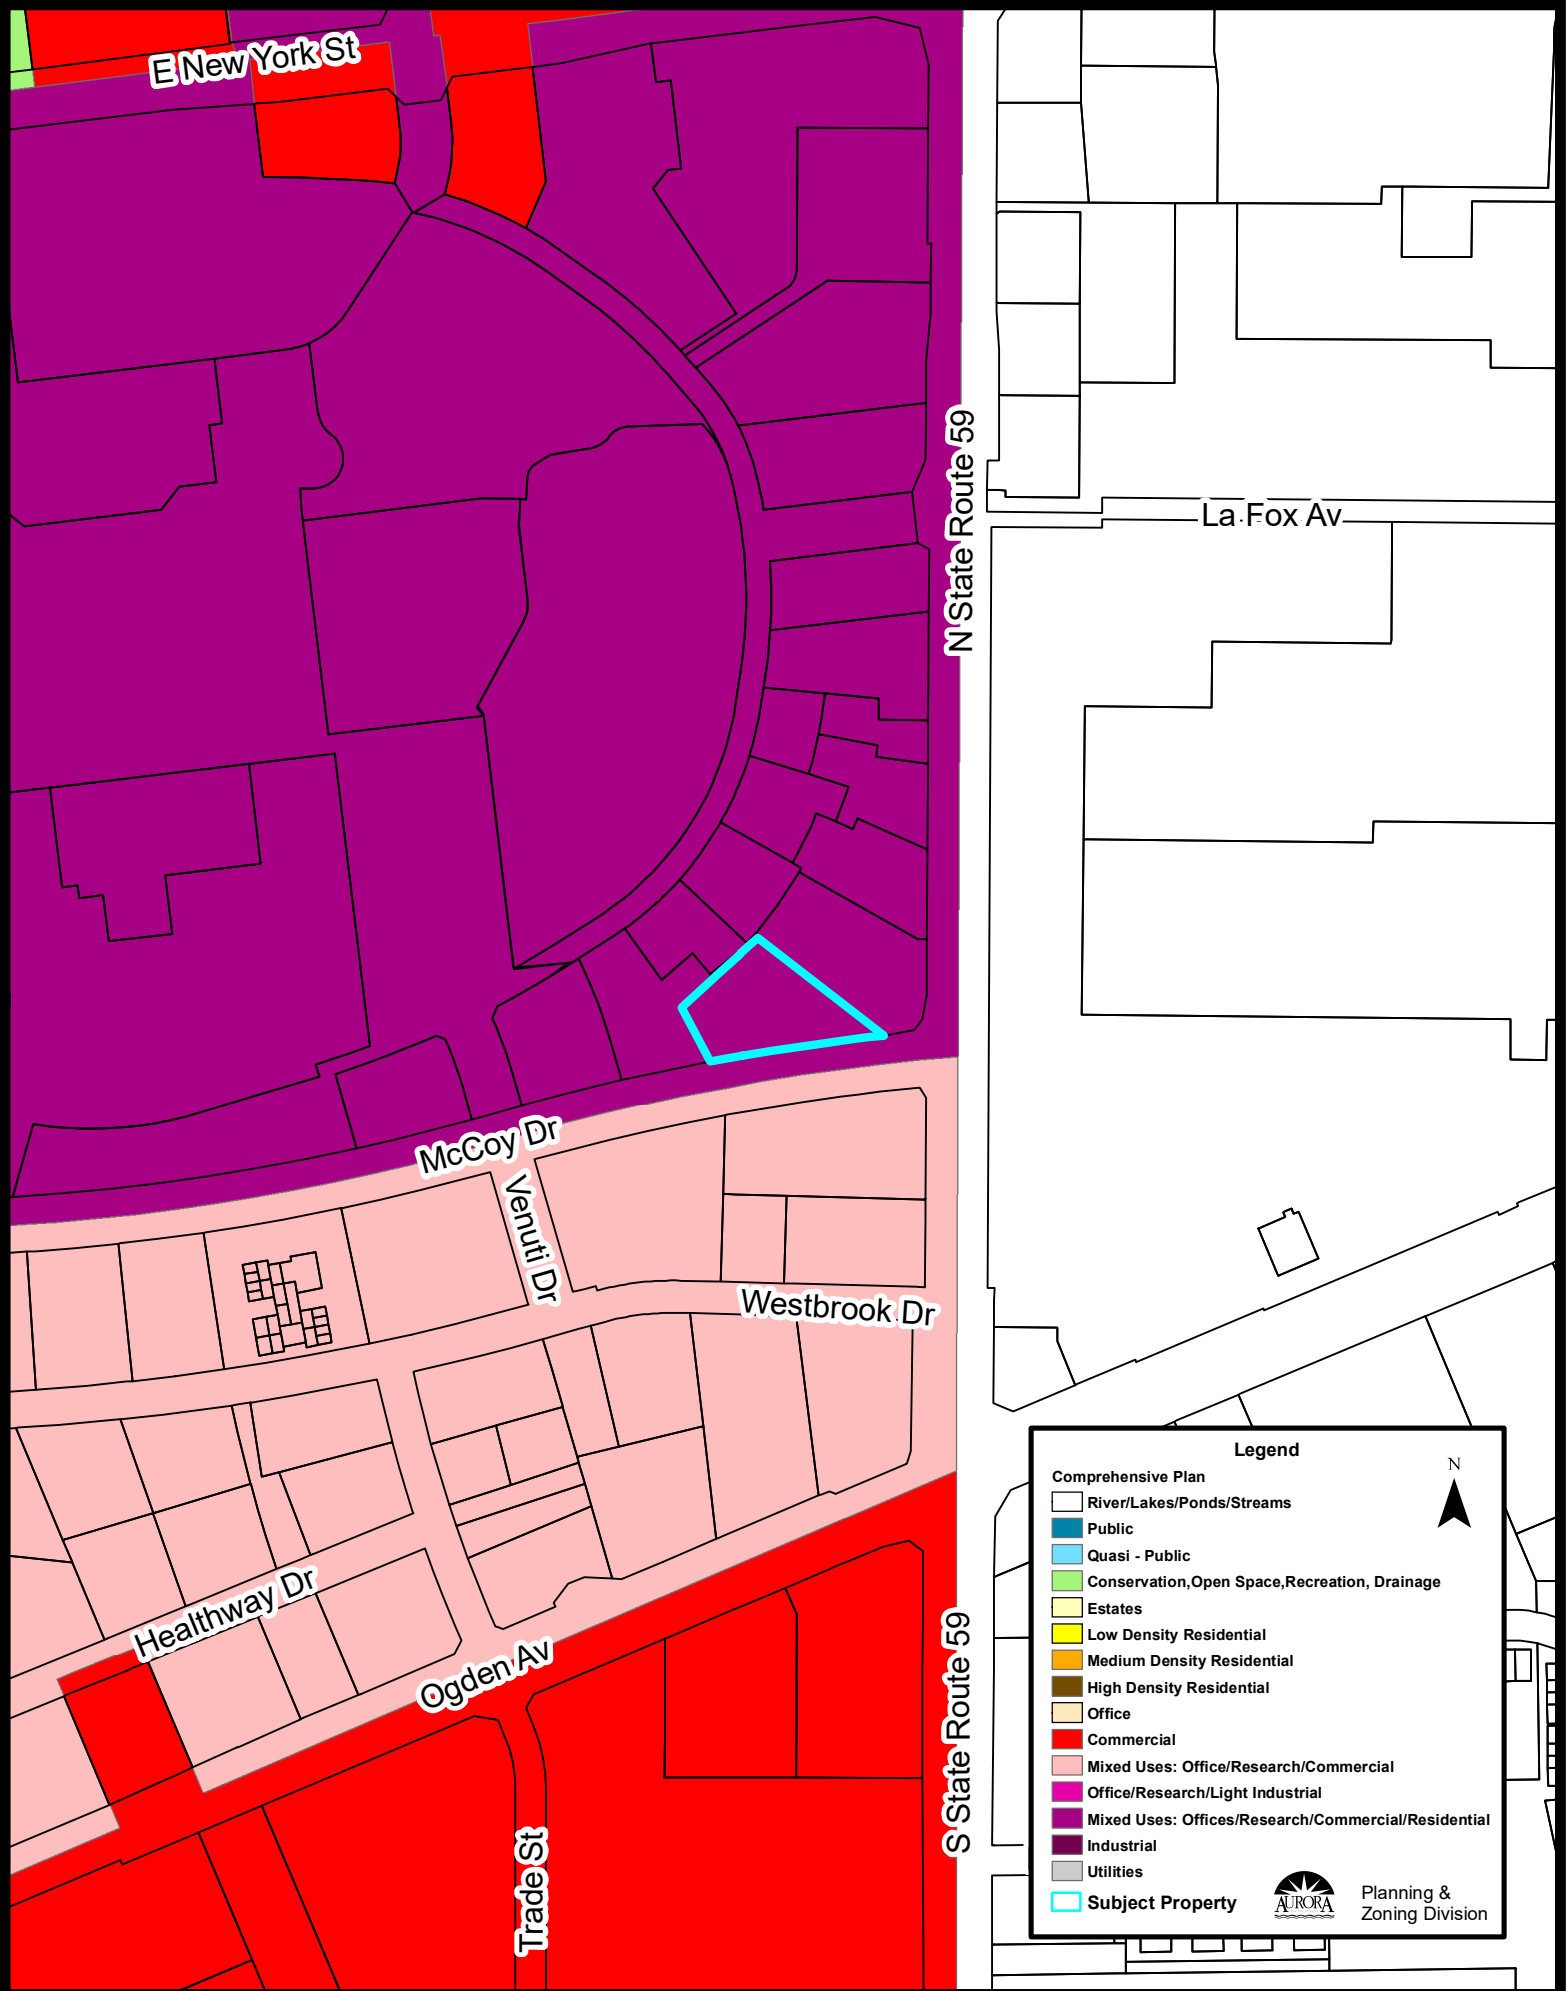 E New York St
N State Route 59
La Fox Av
McCoy Dr
Venuti Dr
Westbrook Dr
Healthway Dr
Ogden Av
S State Route 59
Trade St
Legend
N
Comprehensive Plan
River/Lakes/Ponds/Streams
Public
Quasi - Public
Conservation,Open Space,Recreation, Drainage
Estates
Low Density Residential
Medium Density Residential
High Density Residential
Office
Commercial
Mixed Uses: Office/Research/Commercial
Office/Research/Light Industrial
Mixed Uses: Offices/Research/Commercial/Residential
Industrial
Utilities
Subject Property
AURORA
Planning &
Zoning Division